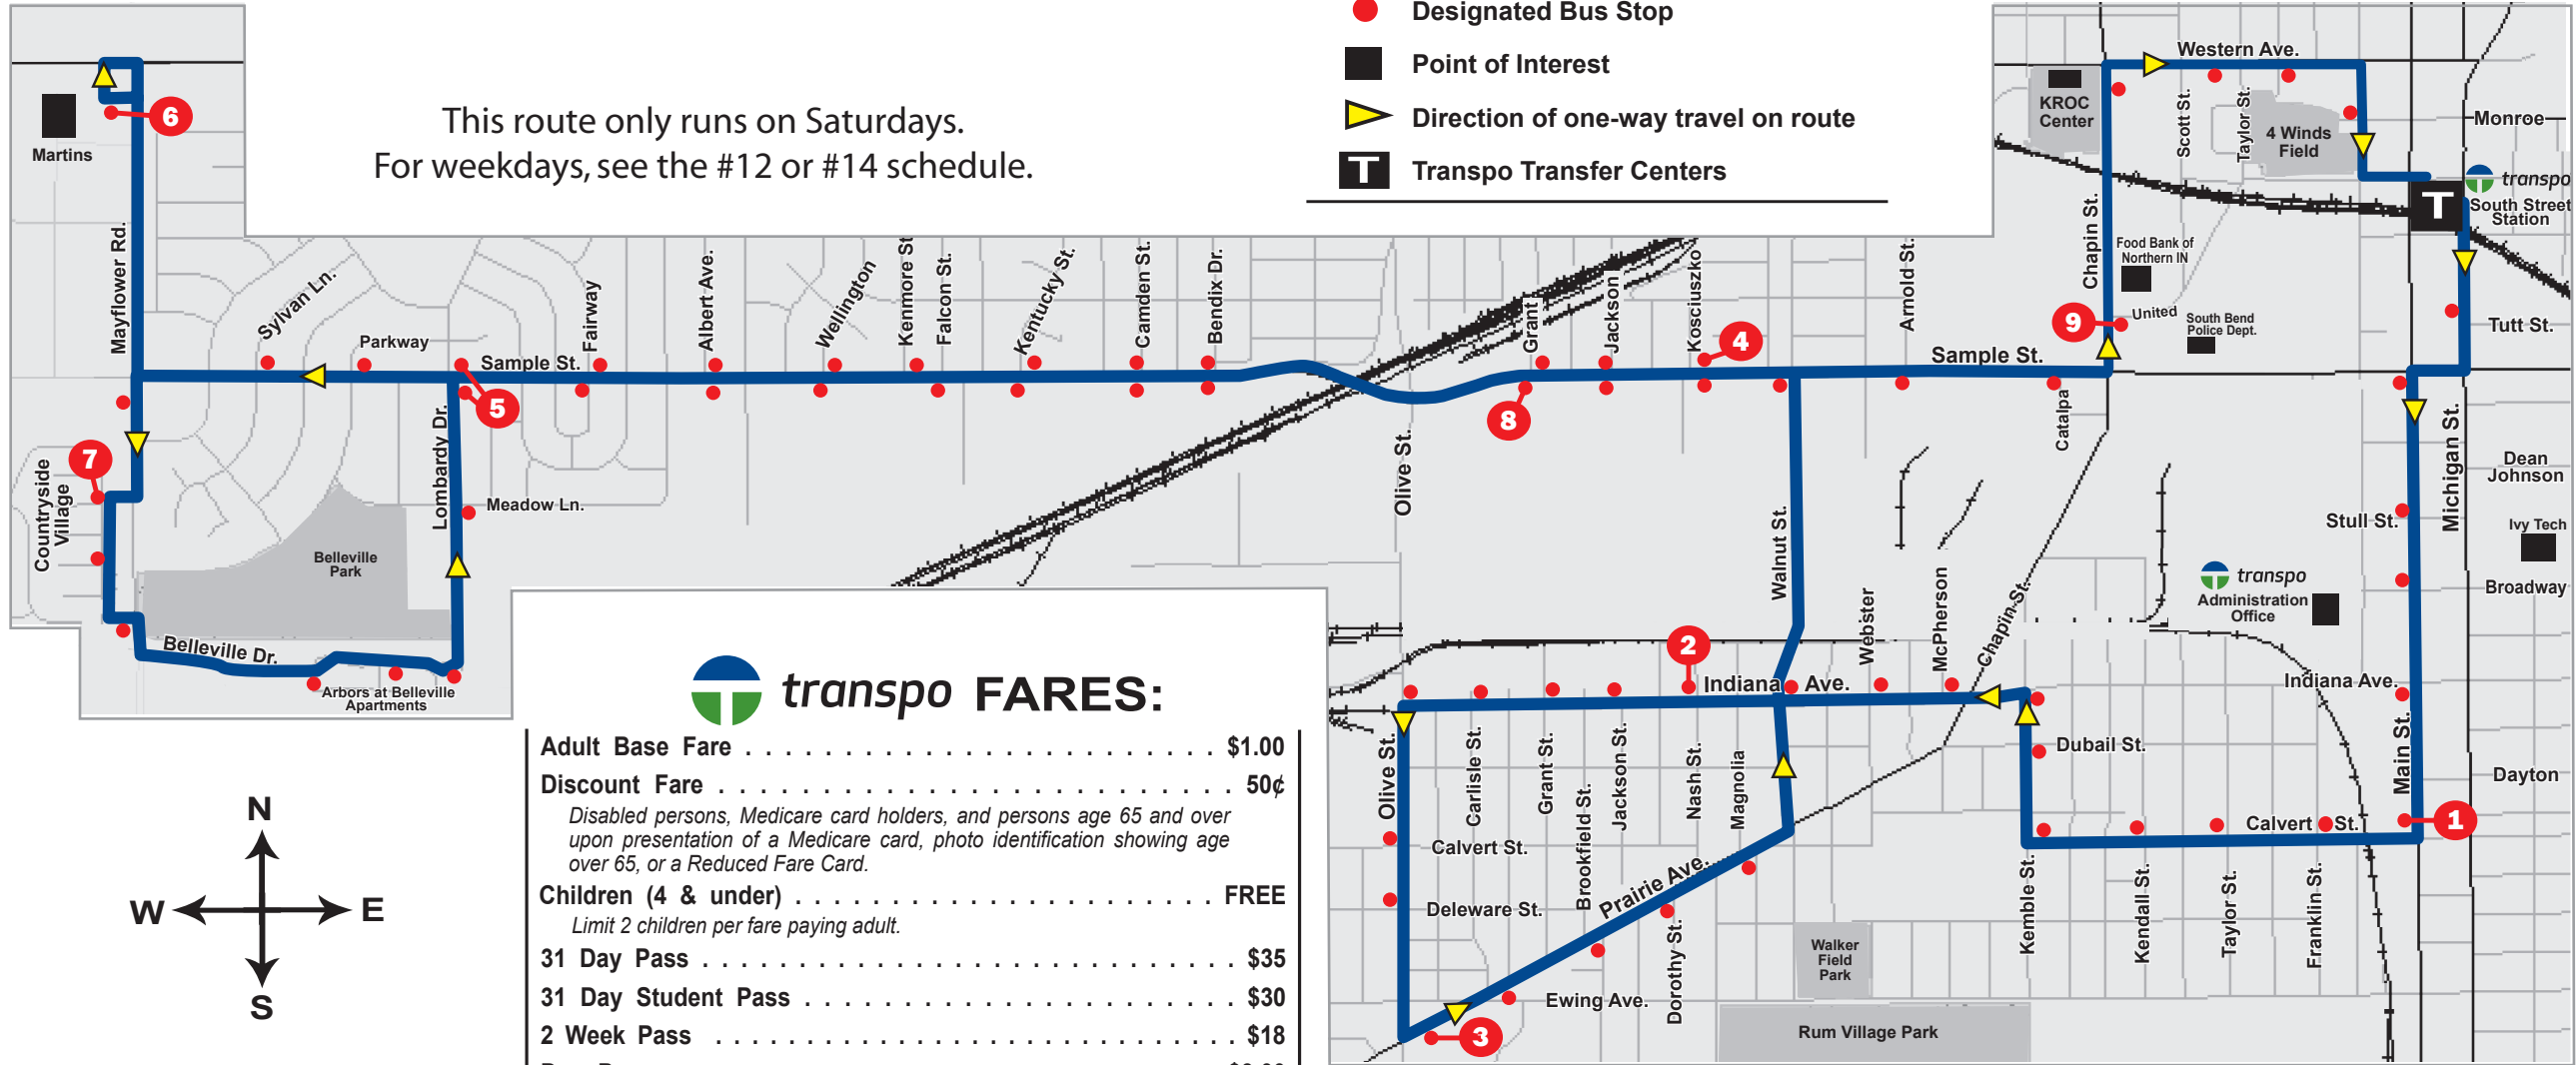 Designated Bus Stop
Point of Interest
Direction of one-way travel on route
T Transpo Transfer Centers
This route only runs on Saturdays.
For weekdays, see the #12 or #14 schedule.
6
Martins
Mayflower Rd.
Sylvan Ln.
Parkway
Sample St.
Fairway
Albert Ave.
Wellington
Kenmore St
Falcon St.
Kentucky St.
Camden St.
Bendix Dr.
Olive St.
Grant
Jackson
Kosciuszko
4
Arnold St.
Sample St.
5
8
7
Countryside
Village
Lombardy Dr.
Meadow Ln.
Belleville
Park
Belleville Dr.
Arbors at Belleville
Apartments
Western Ave.
KROC
Center
Scott St.
Taylor St.
4 Winds
Field
Monroe
transpo
T
South Street
Station
Chapin St.
Food Bank of
Northern IN
9
United
South Bend
Police Dept.
Tutt St.
Catalpa
Walnut St.
Michigan St.
Dean
Johnson
Stull St.
Ivy Tech
transpo
Administration
Office
Broadway
Webster
McPherson
Chapin St.
2
Indiana Ave.
Indiana Ave.
Main St.
Olive St.
Carlisle St.
Grant St.
Brookfield St.
Jackson St.
Nash St.
Magnolia
Dubail St.
Dayton
Calvert St.
Calvert St.
1
Deleware St.
Prairie Ave.
Dorothy St.
Ewing Ave.
3
Walker
Field
Park
Rum Village Park
Kemble St.
Kendall St.
Taylor St.
Franklin St.
N
W E
S
transpo FARES:
Adult Base Fare . . . . . . . . . . . . . . . . . . . . . . . . . $1.00
Discount Fare . . . . . . . . . . . . . . . . . . . . . . . . . . . 50¢
Disabled persons, Medicare card holders, and persons age 65 and over
upon presentation of a Medicare card, photo identification showing age
over 65, or a Reduced Fare Card.
Children (4 & under) . . . . . . . . . . . . . . . . . . . . . . FREE
Limit 2 children per fare paying adult.
31 Day Pass . . . . . . . . . . . . . . . . . . . . . . . . . . . . $35
31 Day Student Pass . . . . . . . . . . . . . . . . . . . . . . . $30
2 Week Pass . . . . . . . . . . . . . . . . . . . . . . . . . . . $18